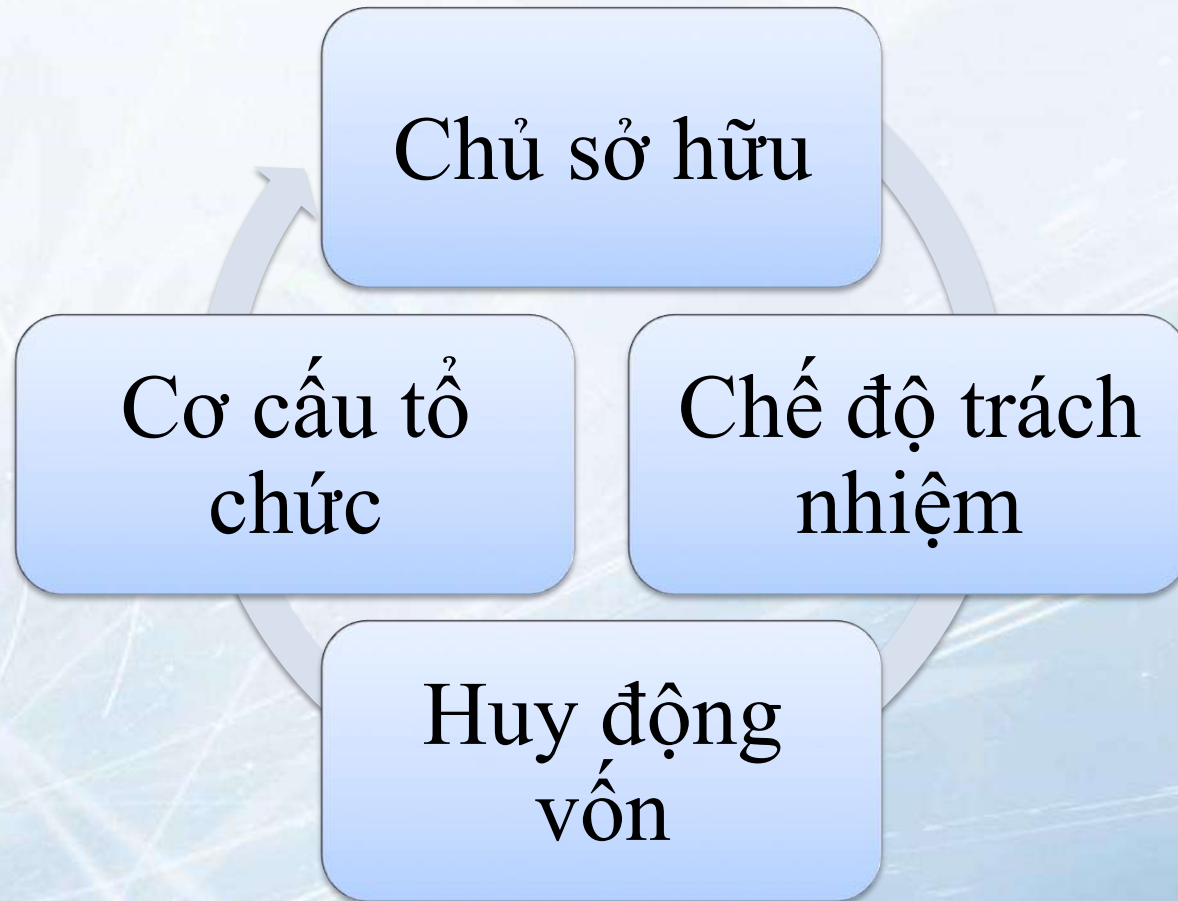 Chủ sở hữu
Cơ cấu tổ
chức
Chế độ trách
nhiệm
Huy động
vốn